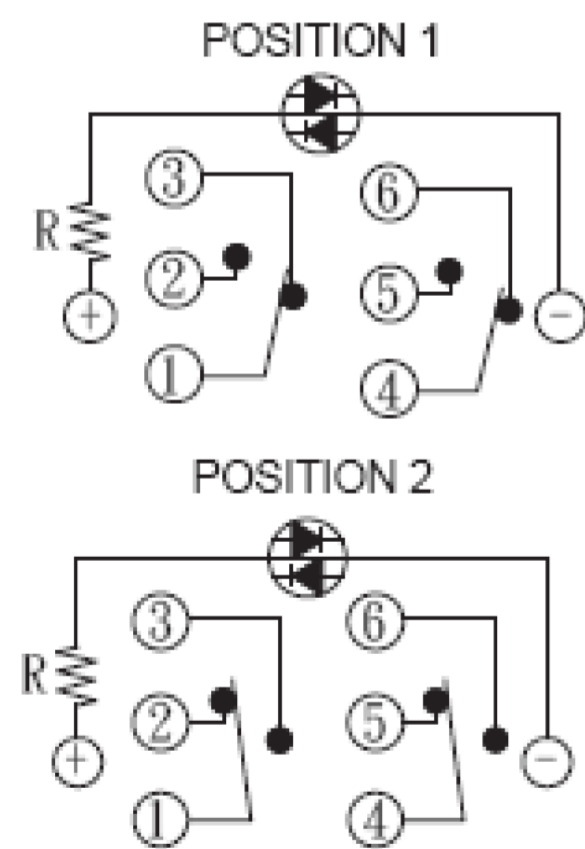 POSITION 1
③ ⑥
R
② ⑤
+ −
① ④
POSITION 2
③ ⑥
R
② ⑤
+ −
① ④